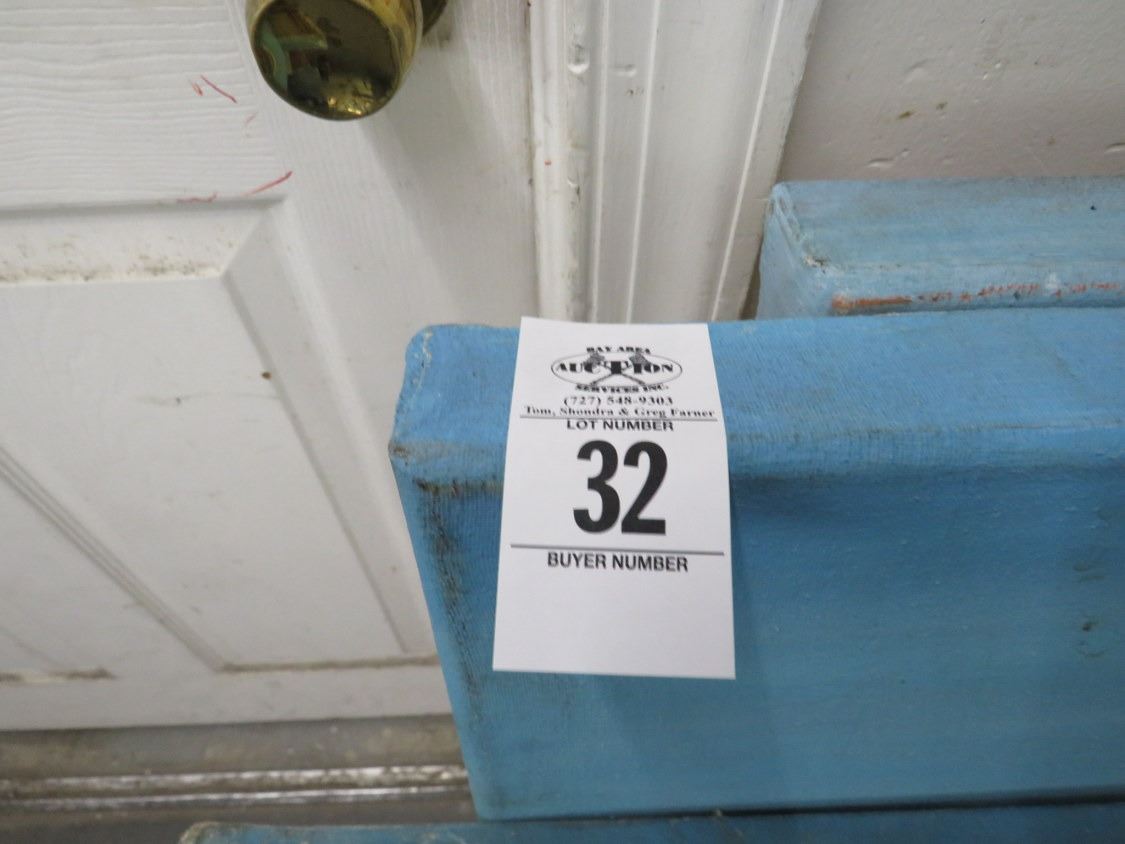 BAY AREA
AUCTION
SERVICES INC.
(727) 548-9303
Tom, Shondra & Greg Farner
LOT NUMBER
32
BUYER NUMBER